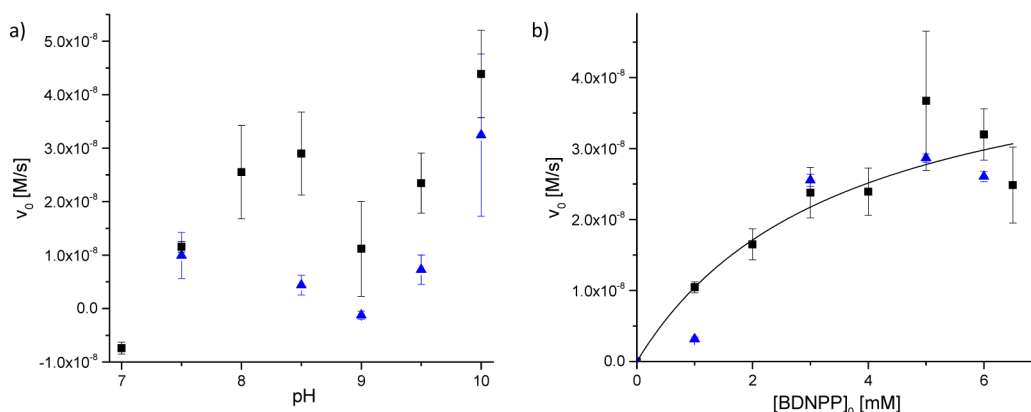 a)
5.0x10⁻⁸
4.0x10⁻⁸
3.0x10⁻⁸
2.0x10⁻⁸
1.0x10⁻⁸
0.0
-1.0x10⁻⁸
v₀ [M/s]
7 8 9 10
pH
b)
4.0x10⁻⁸
3.0x10⁻⁸
2.0x10⁻⁸
1.0x10⁻⁸
0.0
v₀ [M/s]
0 2 4 6
[BDNPP]₀ [mM]